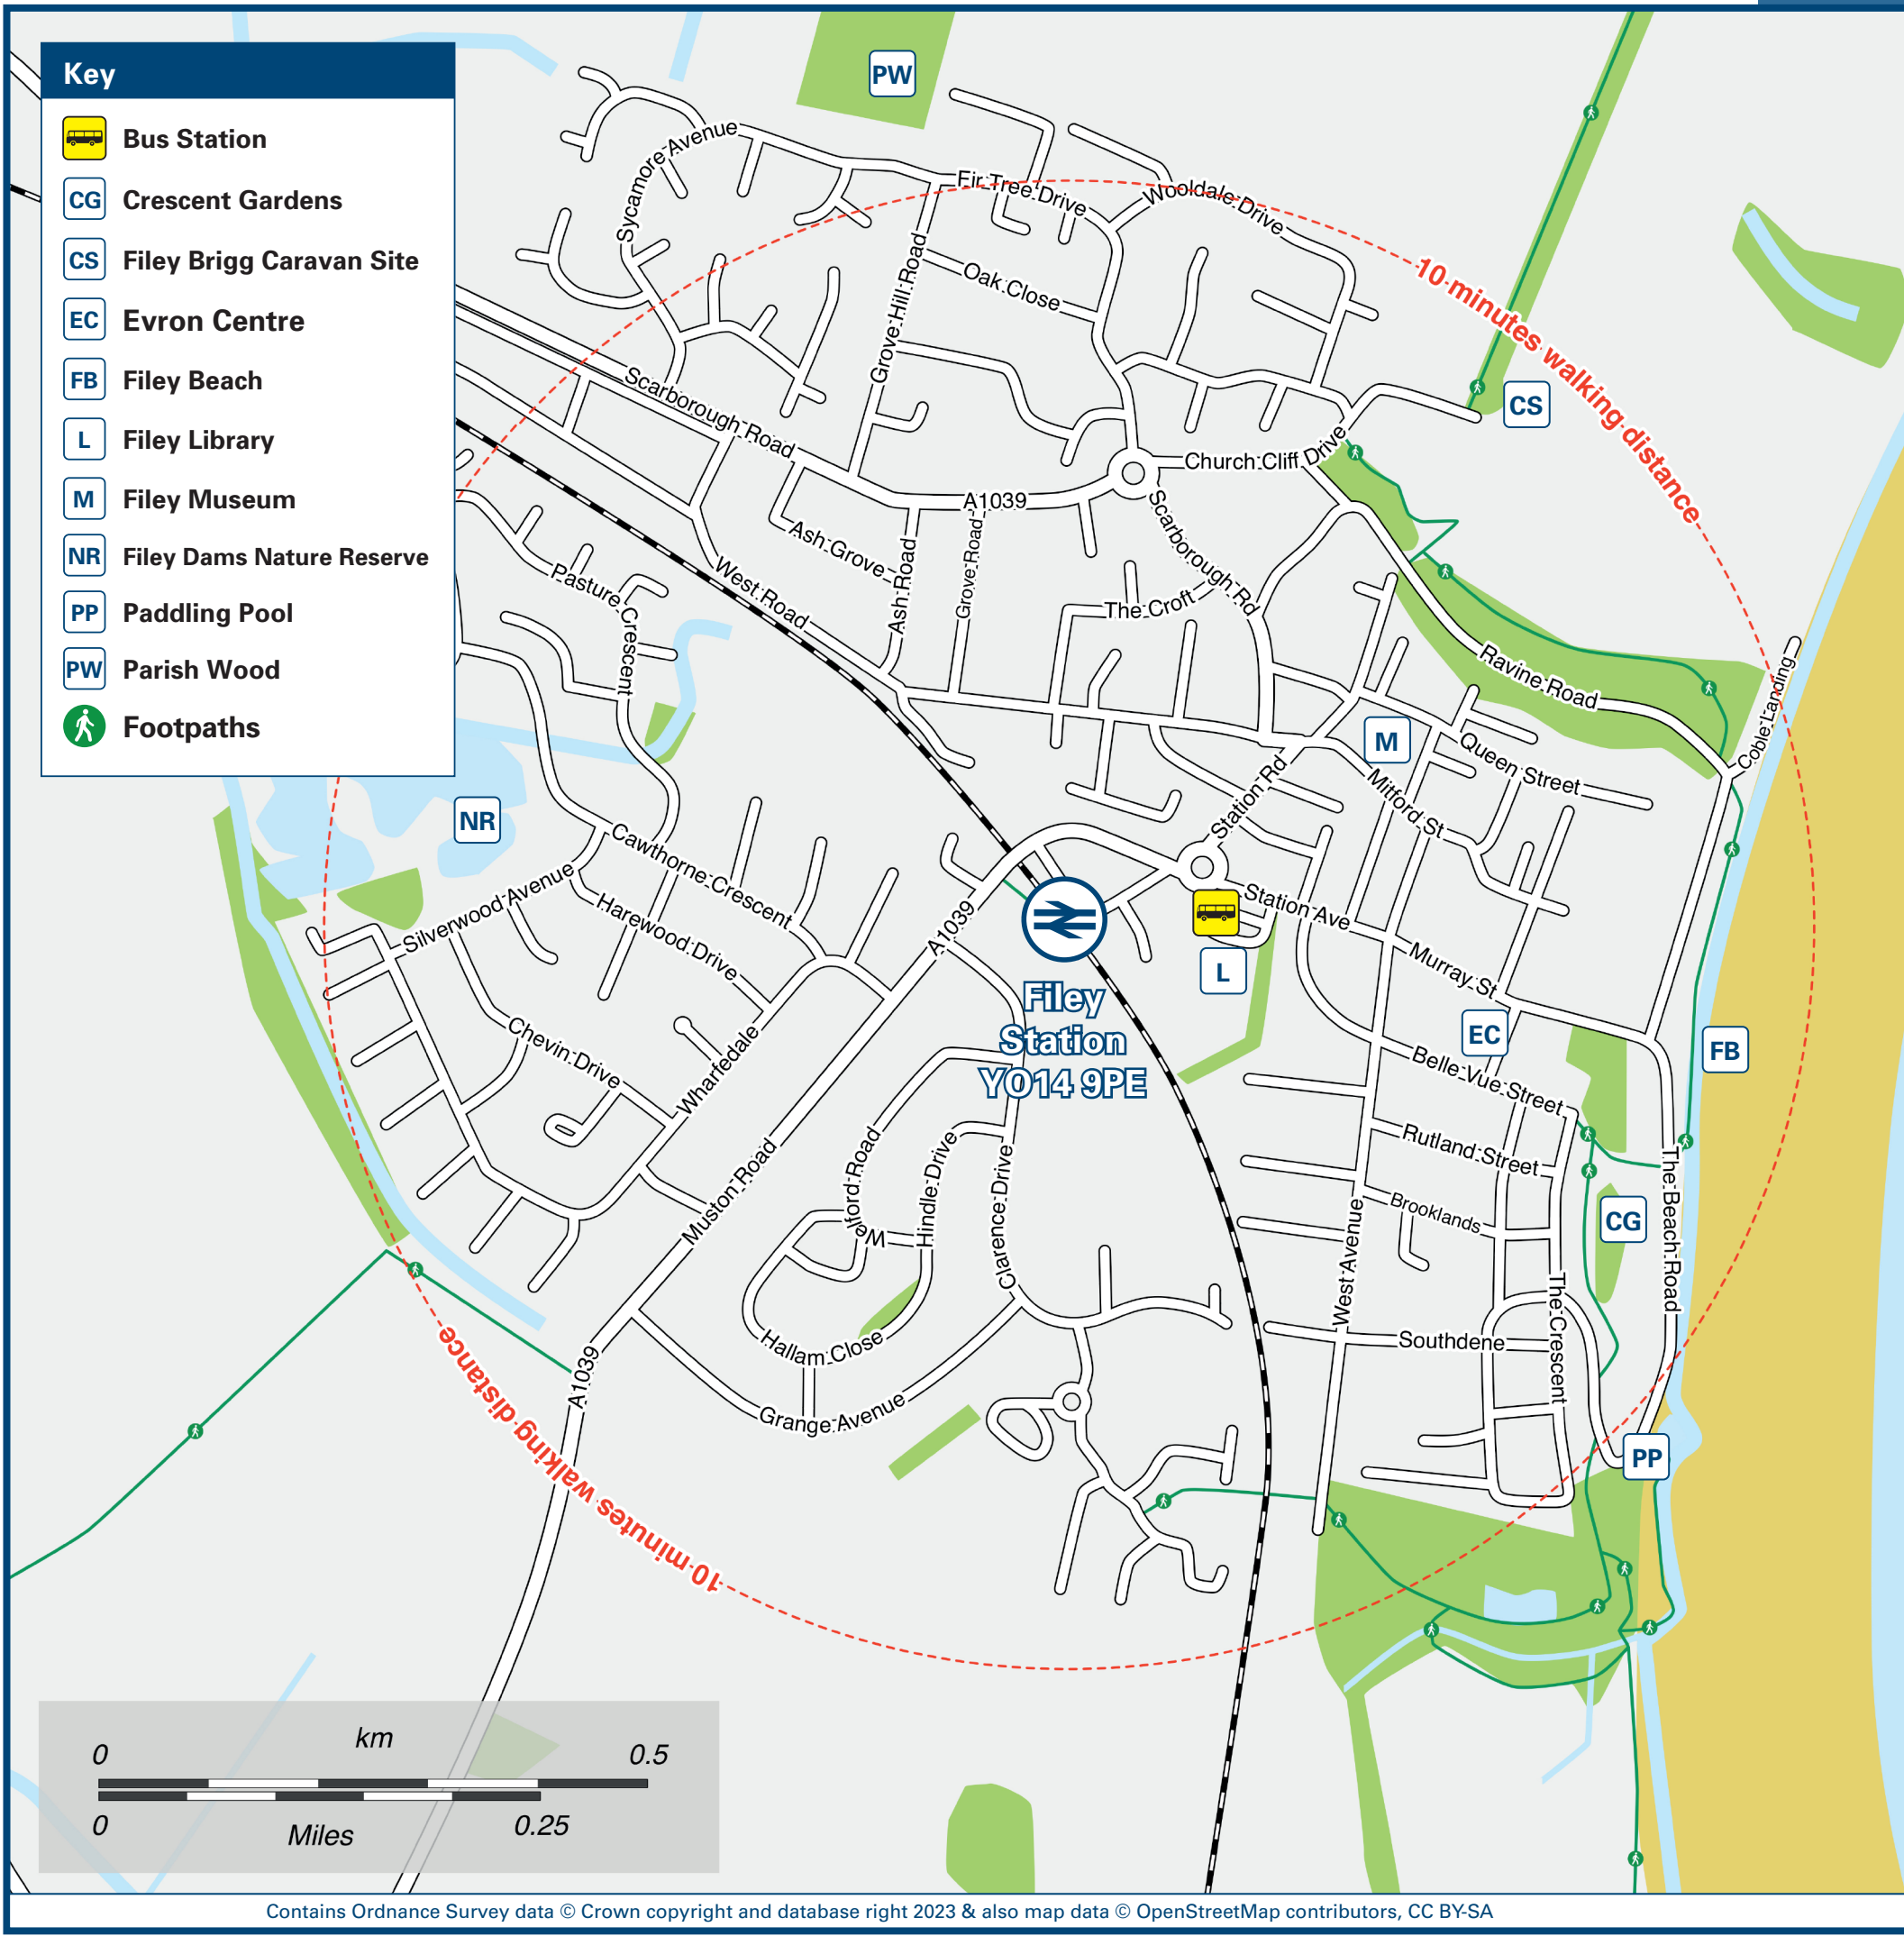 Key
Bus Station
CG Crescent Gardens
CS Filey Brigg Caravan Site
EC Evron Centre
FB Filey Beach
L Filey Library
M Filey Museum
NR Filey Dams Nature Reserve
PP Paddling Pool
PW Parish Wood
Footpaths
PW
Sycamore Avenue
Fir Tree Drive
Wooldale Drive
10 minutes walking distance
Grove Hill Road
Oak Close
Scarborough Road
CS
Church Cliff Drive
A1039
Scarborough Rd
Ash Grove
Ash Road
Grove Road
West Road
The Croft
Pasture Crescent
Ravine Road
Coble Landing
M
Queen Street
Mitford St
Station Rd
NR
Cawthorne Crescent
Silverwood Avenue
Harewood Drive
A1039
Station Ave
L
Murray St
Filey
Station
YO14 9PE
EC
FB
Belle Vue Street
Chevin Drive
Wharfedale
Rutland Street
Muston Road
Welford Road
Hindle Drive
Clarence Drive
Brooklands
CG
The Beach Road
Welf
West Avenue
The Crescent
Southdene
Hallam Close
Grange Avenue
A1039
10 minutes walking distance
PP
km
0 0.5
0 0.25
Miles
Contains Ordnance Survey data © Crown copyright and database right 2023 & also map data © OpenStreetMap contributors, CC BY-SA